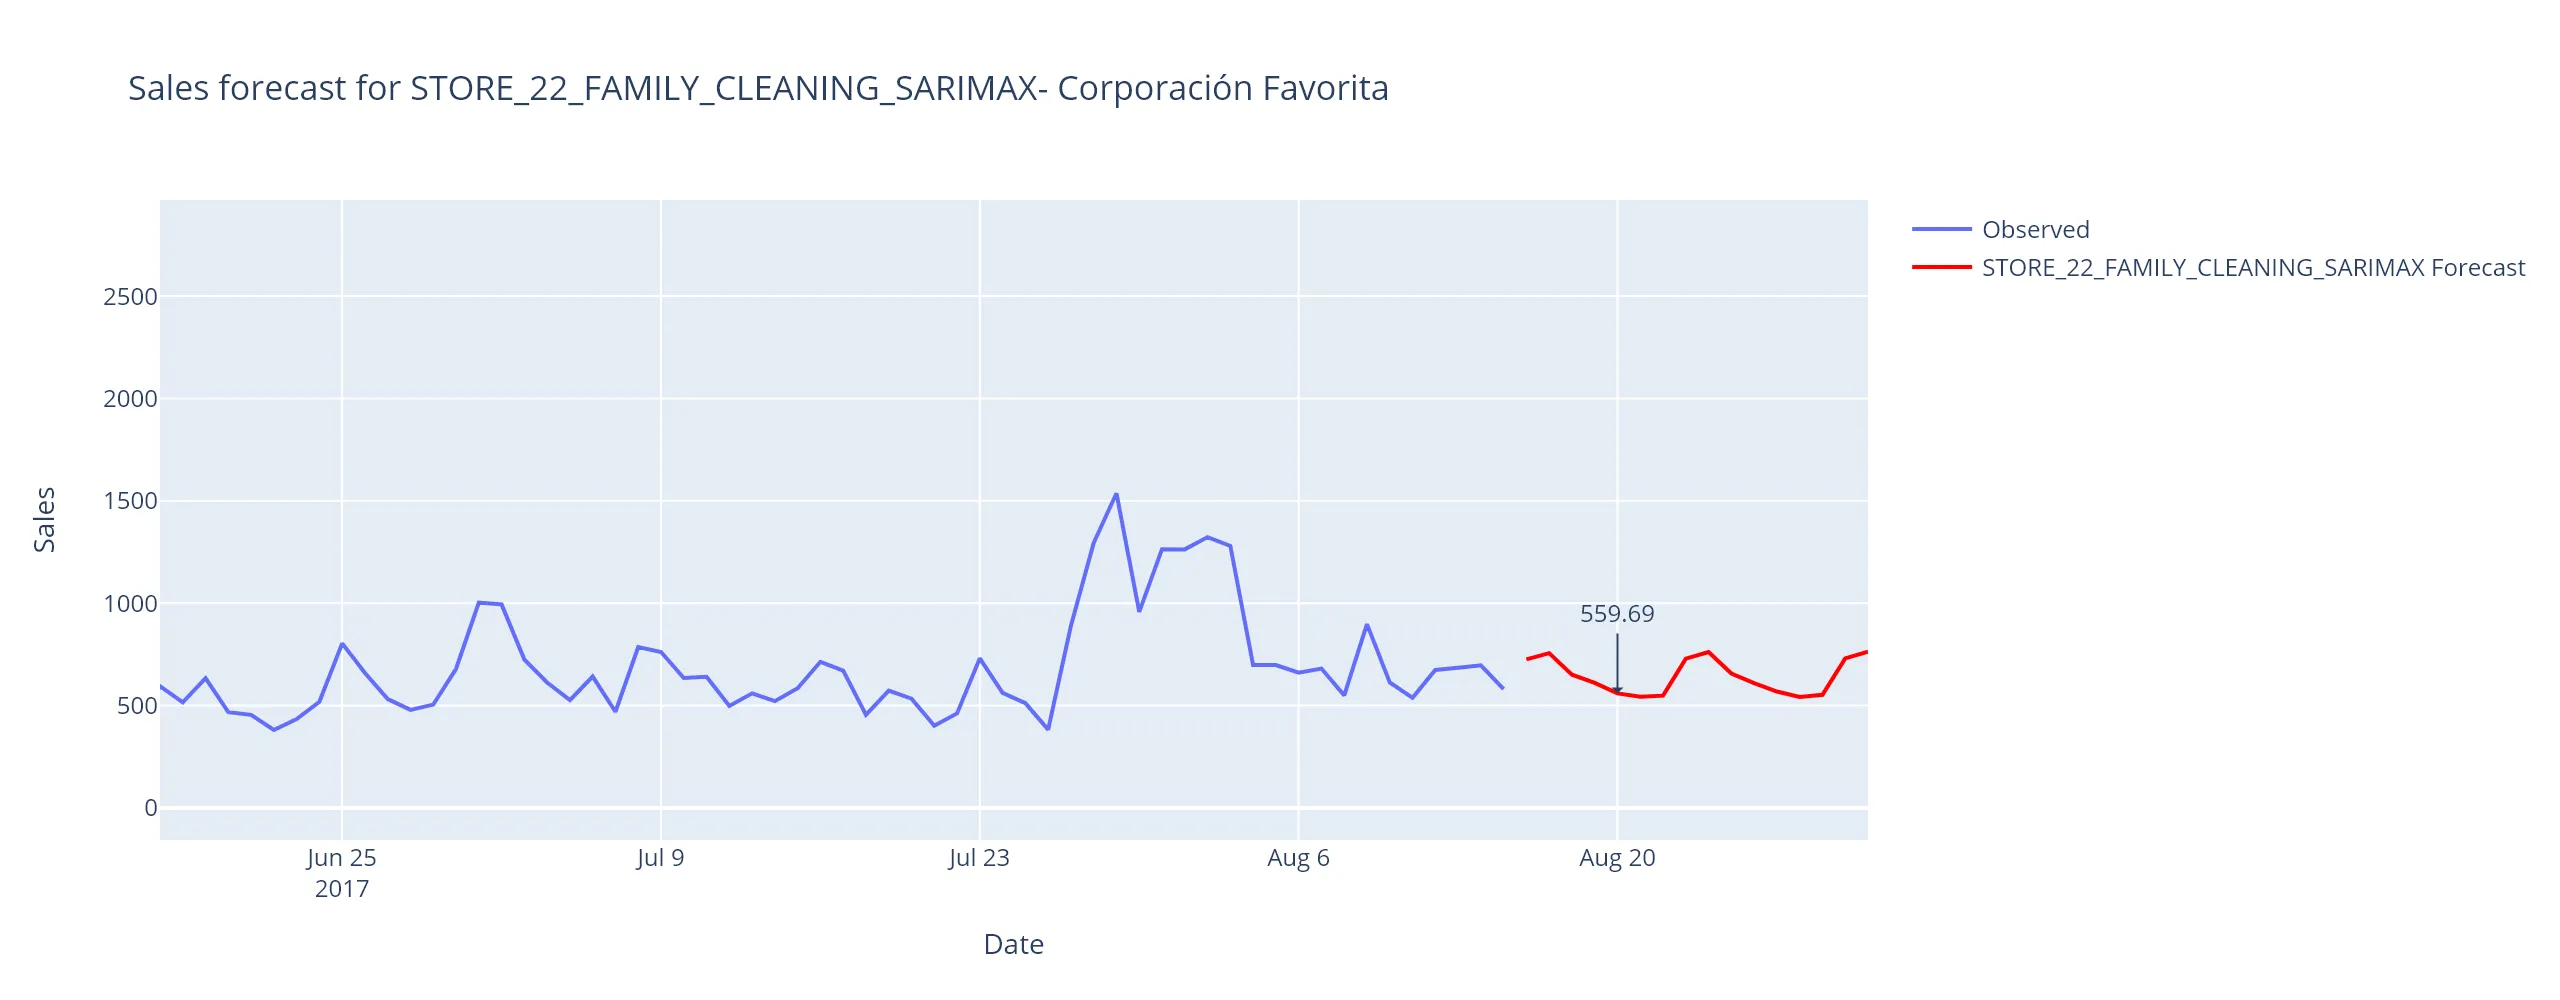 Sales forecast for STORE_22_FAMILY_CLEANING_SARIMAX- Corporación Favorita
Observed
STORE_22_FAMILY_CLEANING_SARIMAX Forecast
2500
2000
1500
1000
500
0
Sales
559.69
Jun 25
2017
Jul 9
Jul 23
Aug 6
Aug 20
Date